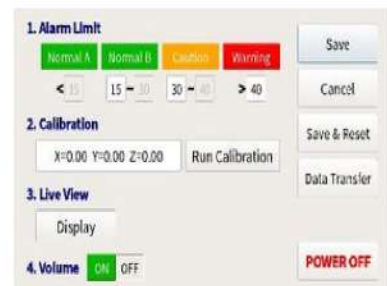 1. Alarm Limit
Normal A Normal B Caution Warning
< 15 15 ~ 30 30 ~ 40 > 40
2. Calibration
X=0.00 Y=0.00 Z=0.00 Run Calibration
3. Live View
Display
4. Volume ON OFF
Save
Cancel
Save & Reset
Data Transfer
POWER OFF